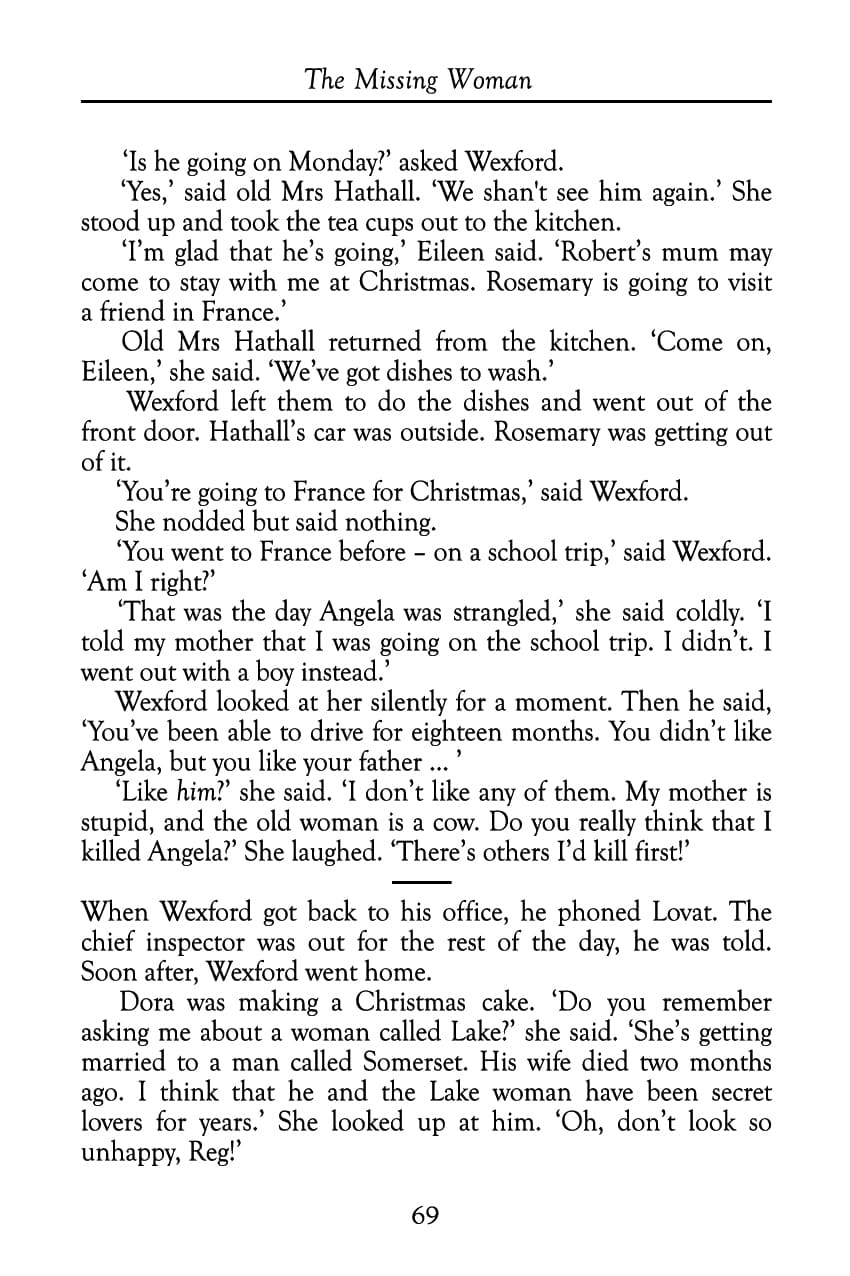 The Missing Woman
‘Is he going on Monday?’ asked Wexford.
‘Yes,’ said old Mrs Hathall. ‘We shan't see him again.’ She
stood up and took the tea cups out to the kitchen.
‘I’m glad that he’s going,’ Eileen said. ‘Robert’s mum may
come to stay with me at Christmas. Rosemary is going to visit
a friend in France.’
Old Mrs Hathall returned from the kitchen. ‘Come on,
Eileen,’ she said. ‘We’ve got dishes to wash.’
Wexford left them to do the dishes and went out of the
front door. Hathall’s car was outside. Rosemary was getting out
of it.
‘You’re going to France for Christmas,’ said Wexford.
She nodded but said nothing.
‘You went to France before – on a school trip,’ said Wexford.
‘Am I right?’
‘That was the day Angela was strangled,’ she said coldly. ‘I
told my mother that I was going on the school trip. I didn’t. I
went out with a boy instead.’
Wexford looked at her silently for a moment. Then he said,
‘You’ve been able to drive for eighteen months. You didn’t like
Angela, but you like your father ... ’
‘Like him?’ she said. ‘I don’t like any of them. My mother is
stupid, and the old woman is a cow. Do you really think that I
killed Angela?’ She laughed. ‘There’s others I’d kill first!’
When Wexford got back to his office, he phoned Lovat. The
chief inspector was out for the rest of the day, he was told.
Soon after, Wexford went home.
Dora was making a Christmas cake. ‘Do you remember
asking me about a woman called Lake?’ she said. ‘She’s getting
married to a man called Somerset. His wife died two months
ago. I think that he and the Lake woman have been secret
lovers for years.’ She looked up at him. ‘Oh, don’t look so
unhappy, Reg!’
69